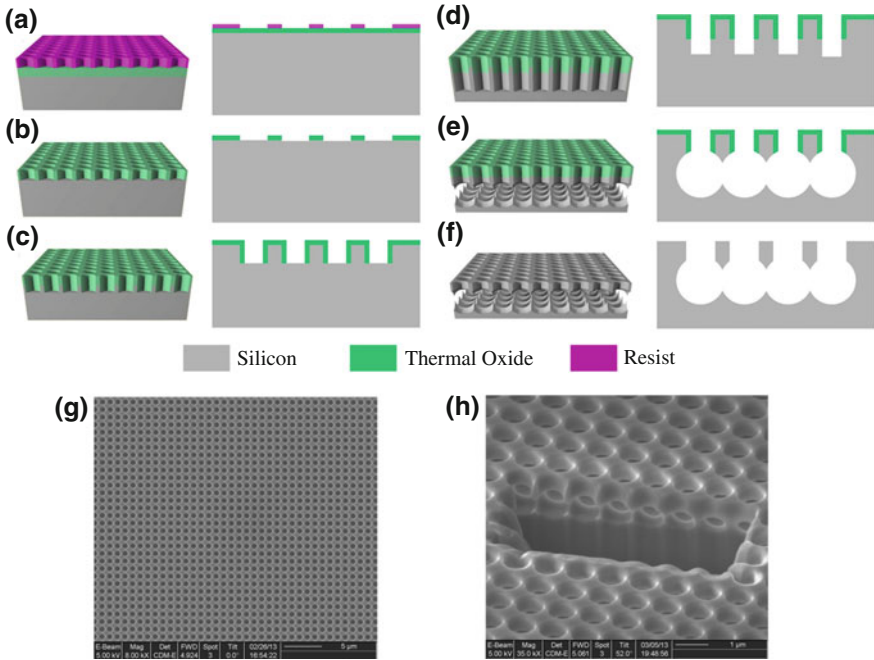 (a)
(d)
(b)
(e)
(c)
(f)
Silicon
Thermal Oxide
Resist
(g)
(h)
E-Beam Mag Det FWD Spot Tilt 02/26/13 5 µm
5.00 kV 8.00 kX CDM-E 4.924 3 0.0° 16:54:22
E-Beam Mag Det FWD Spot Tilt 03/05/13 1 µm
5.00 kV 35.0 kX CDM-E 5.061 3 52.0° 19:48:56